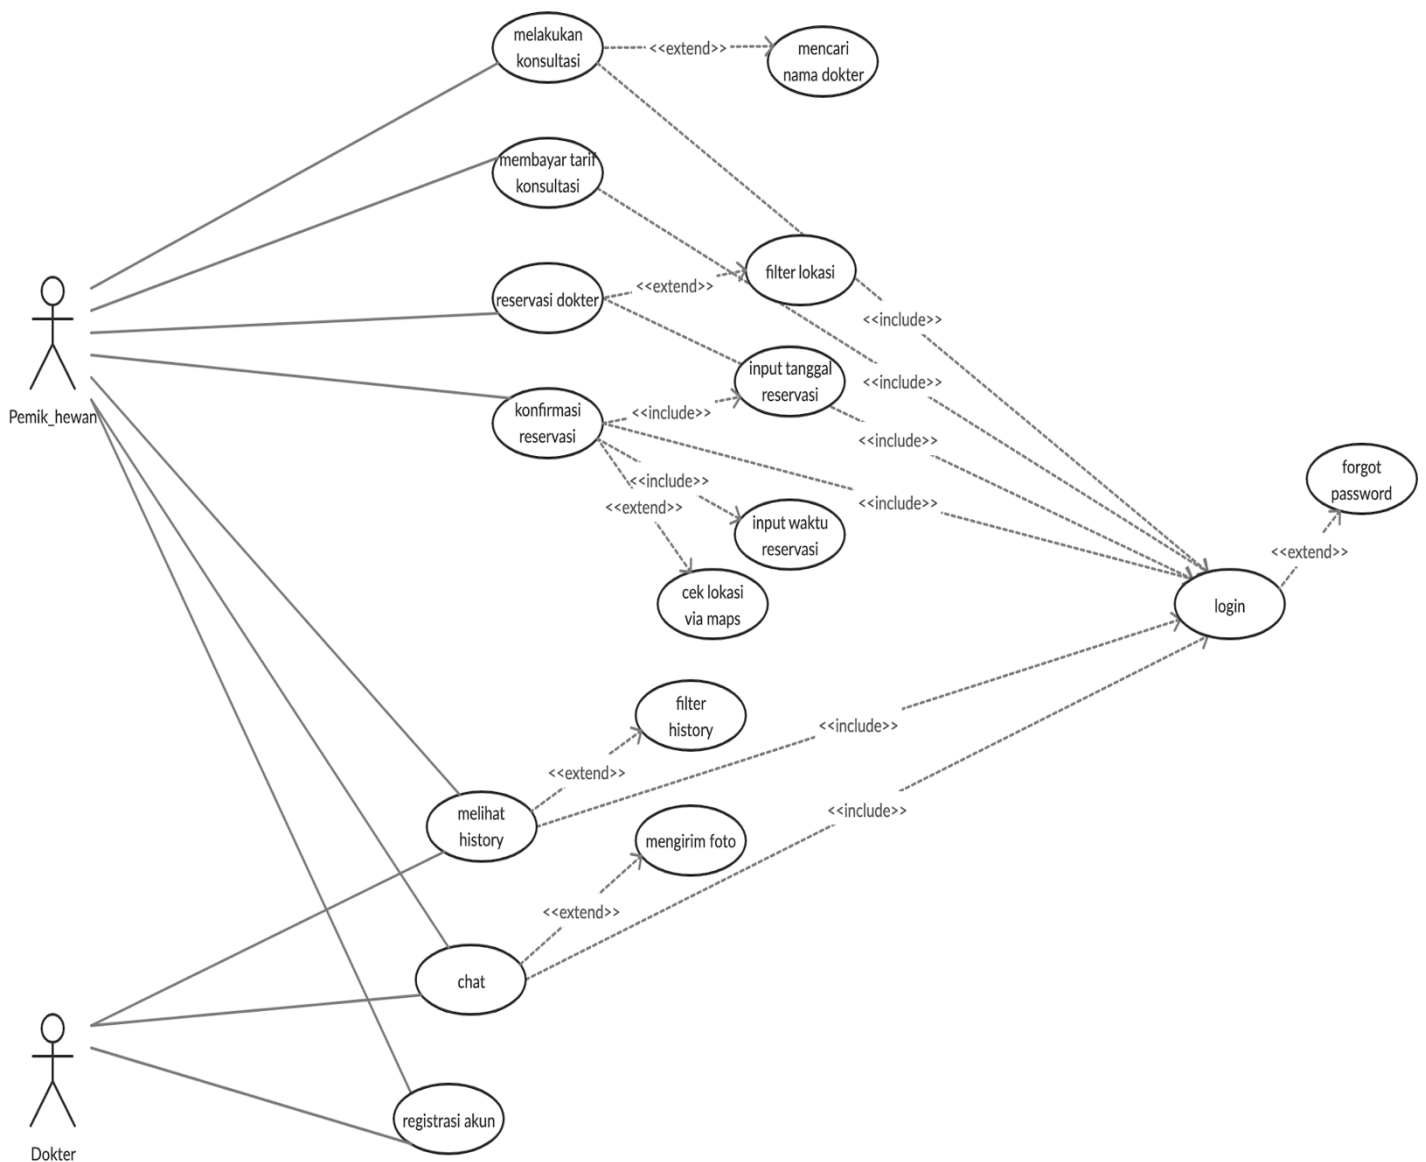 melakukan
konsultasi
<<extend>>
mencari
nama dokter
membayar tarif
konsultasi
reservasi dokter
<<extend>>
filter lokasi
<<include>>
input tanggal
reservasi
<<include>>
Pemik_hewan
konfirmasi
reservasi
<<include>>
<<include>>
<<include>>
<<extend>>
<<include>>
input waktu
reservasi
forgot
password
<<extend>>
cek lokasi
via maps
login
filter
history
<<include>>
<<extend>>
melihat
history
<<include>>
mengirim foto
<<extend>>
chat
registrasi akun
Dokter